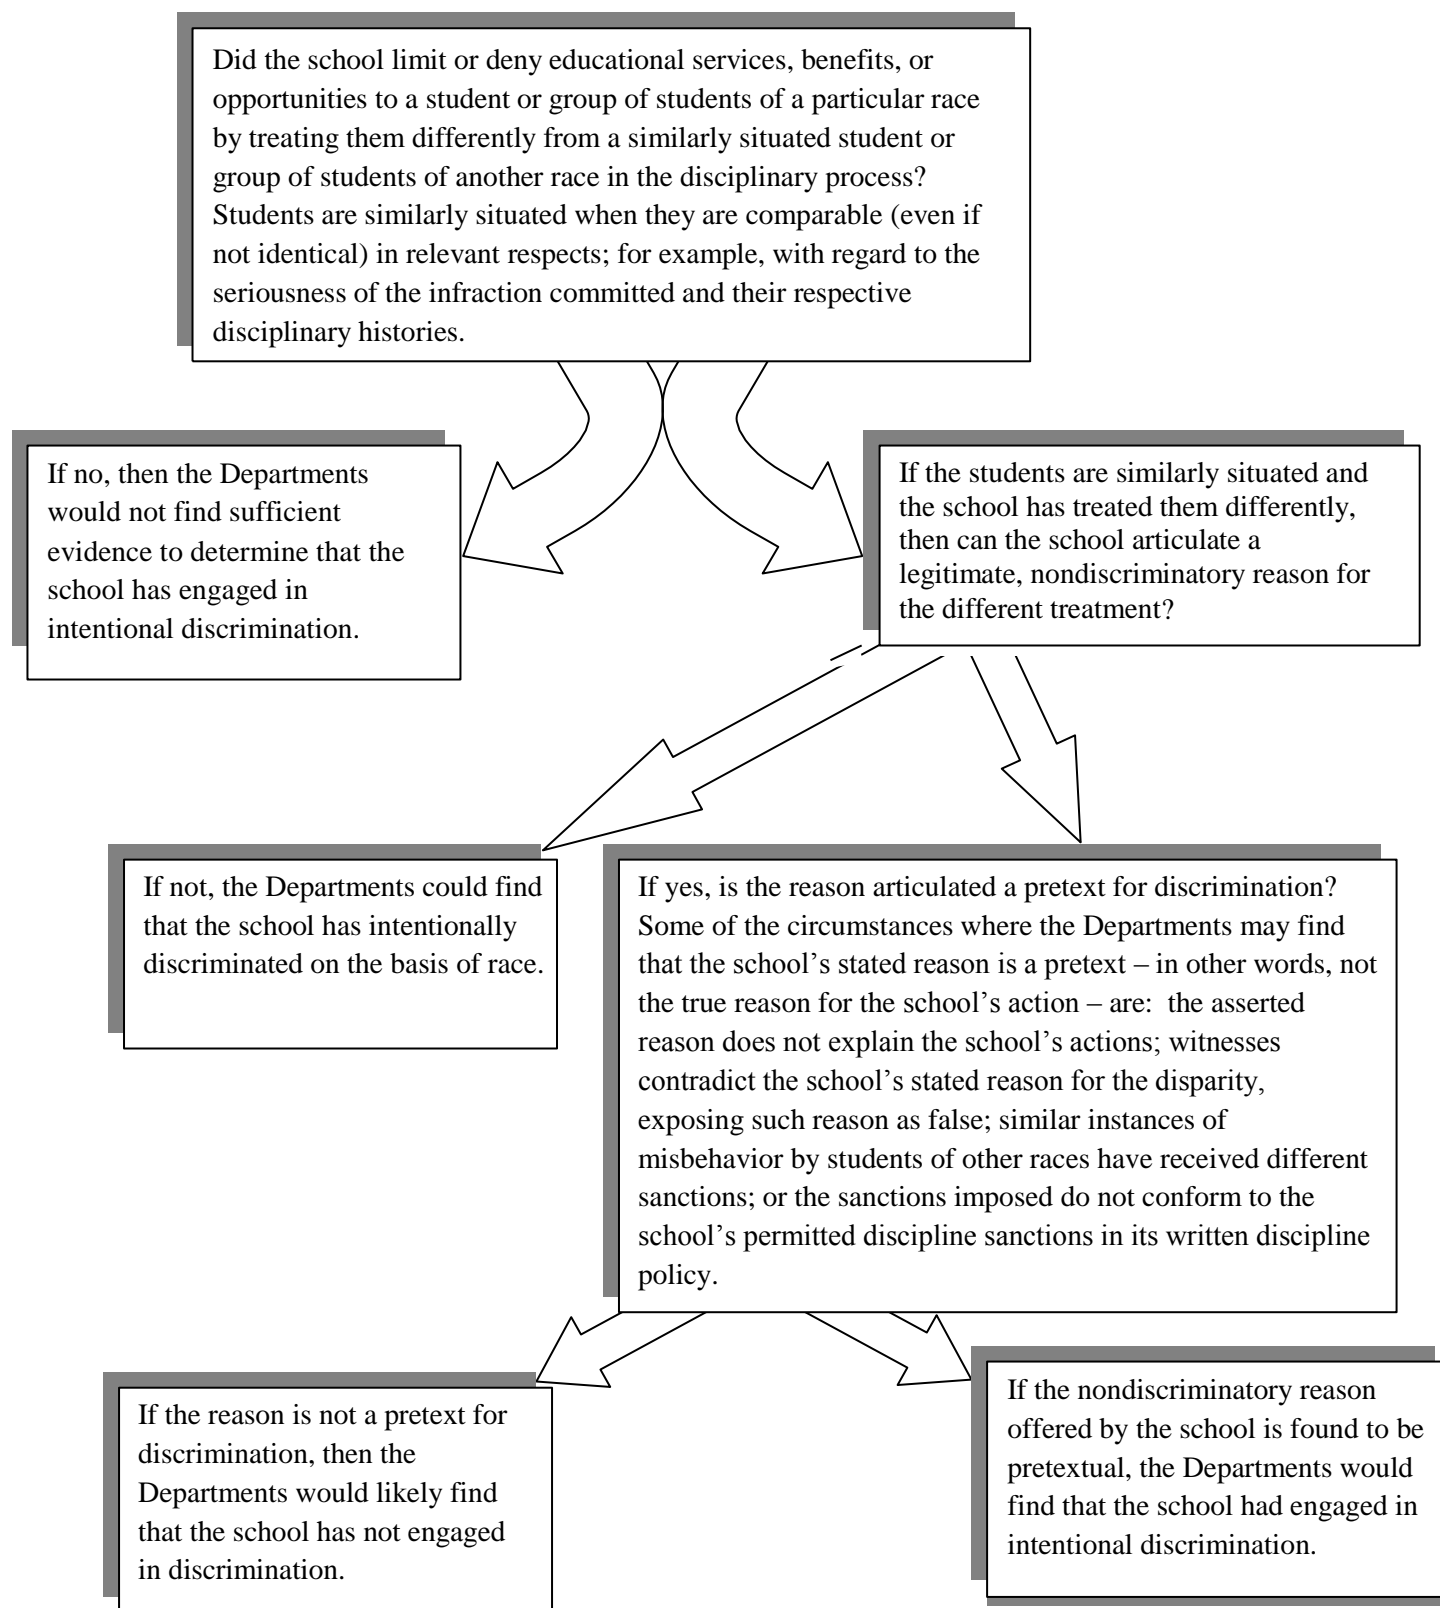 Did the school limit or deny educational services, benefits, or
opportunities to a student or group of students of a particular race
by treating them differently from a similarly situated student or
group of students of another race in the disciplinary process?
Students are similarly situated when they are comparable (even if
not identical) in relevant respects; for example, with regard to the
seriousness of the infraction committed and their respective
disciplinary histories.
If no, then the Departments
would not find sufficient
evidence to determine that the
school has engaged in
intentional discrimination.
If the students are similarly situated and
the school has treated them differently,
then can the school articulate a
legitimate, nondiscriminatory reason for
the different treatment?
If not, the Departments could find
that the school has intentionally
discriminated on the basis of race.
If yes, is the reason articulated a pretext for discrimination?
Some of the circumstances where the Departments may find
that the school’s stated reason is a pretext – in other words, not
the true reason for the school’s action – are:  the asserted
reason does not explain the school’s actions; witnesses
contradict the school’s stated reason for the disparity,
exposing such reason as false; similar instances of
misbehavior by students of other races have received different
sanctions; or the sanctions imposed do not conform to the
school’s permitted discipline sanctions in its written discipline
policy.
If the reason is not a pretext for
discrimination, then the
Departments would likely find
that the school has not engaged
in discrimination.
If the nondiscriminatory reason
offered by the school is found to be
pretextual, the Departments would
find that the school had engaged in
intentional discrimination.